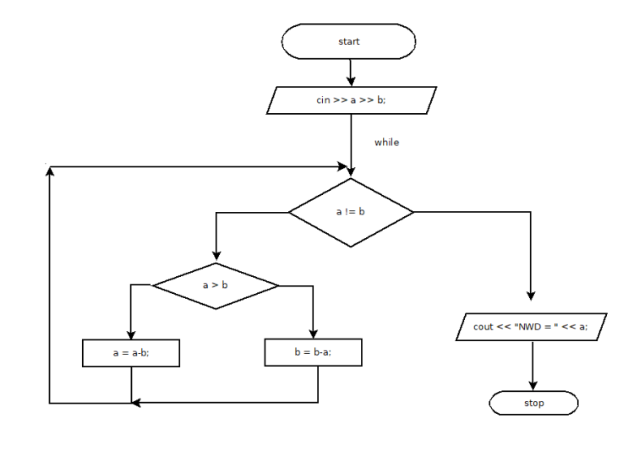 start
cin >> a >> b;
while
a != b
a > b
a = a-b;
b = b-a;
cout << "NWD = " << a;
stop